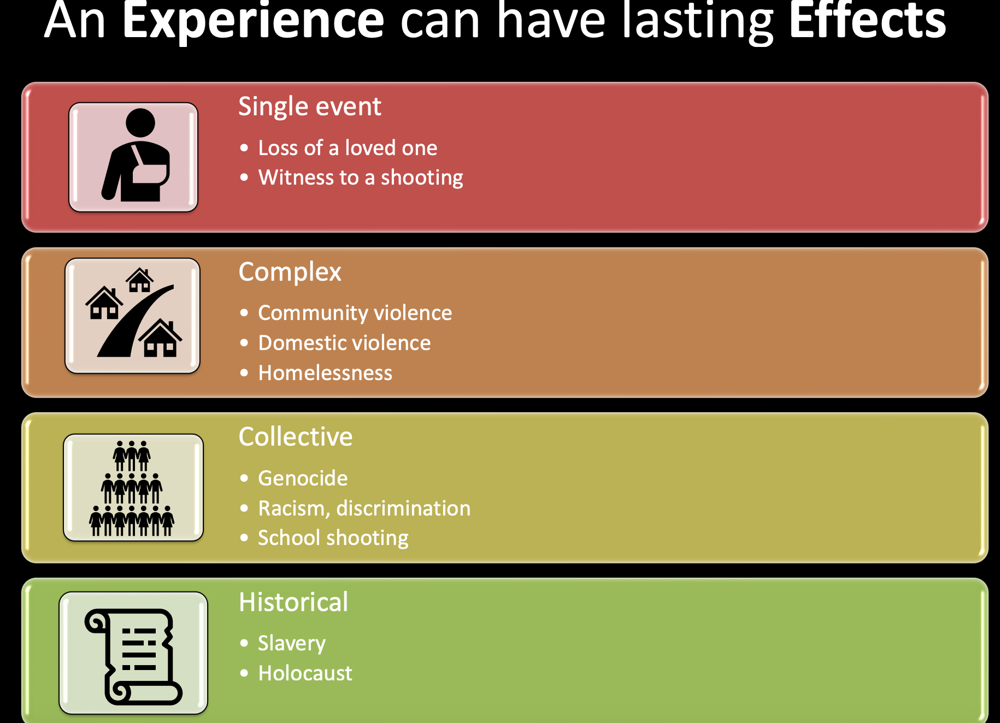 An Experience can have lasting Effects
Single event
• Loss of a loved one
• Witness to a shooting
Complex
• Community violence
• Domestic violence
• Homelessness
Collective
• Genocide
• Racism, discrimination
• School shooting
Historical
• Slavery
• Holocaust